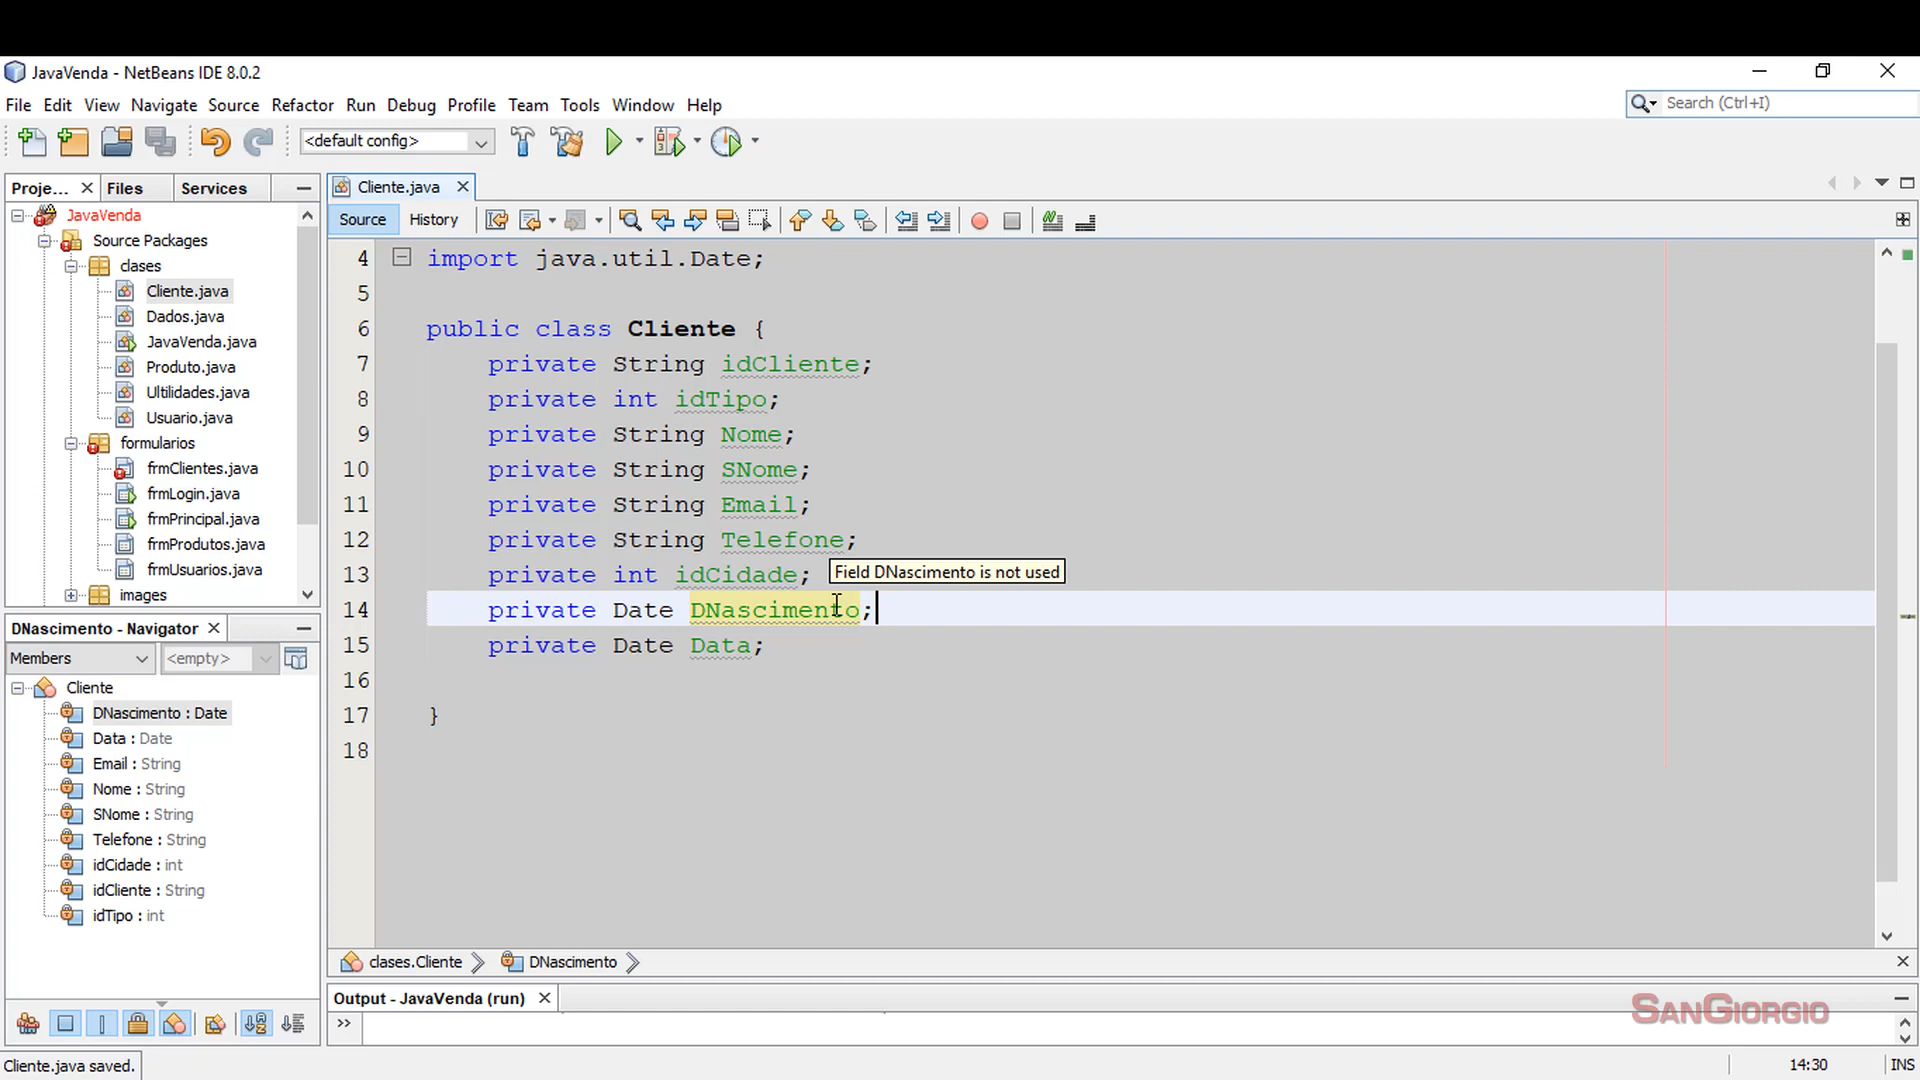 JavaVenda - NetBeans IDE 8.0.2
File Edit View Navigate Source Refactor Run Debug Profile Team Tools Window Help
Search (Ctrl+I)
<default config>
Proje... Files Services
JavaVenda
Source Packages
clases
Cliente.java
Dados.java
JavaVenda.java
Produto.java
Ultilidades.java
Usuario.java
formularios
frmClientes.java
frmLogin.java
frmPrincipal.java
frmProdutos.java
frmUsuarios.java
images
DNascimento - Navigator
Members <empty>
Cliente
DNascimento : Date
Data : Date
Email : String
Nome : String
SNome : String
Telefone : String
idCidade : int
idCliente : String
idTipo : int
Cliente.java
Source History
4 import java.util.Date;
5
6 public class Cliente {
7 private String idCliente;
8 private int idTipo;
9 private String Nome;
10 private String SNome;
11 private String Email;
12 private String Telefone;
13 private int idCidade;
Field DNascimento is not used
14 private Date DNascimento;
15 private Date Data;
16
17 }
18
clases.Cliente DNascimento
Output - JavaVenda (run)
SANGIORGIO
Cliente.java saved.
14:30 INS